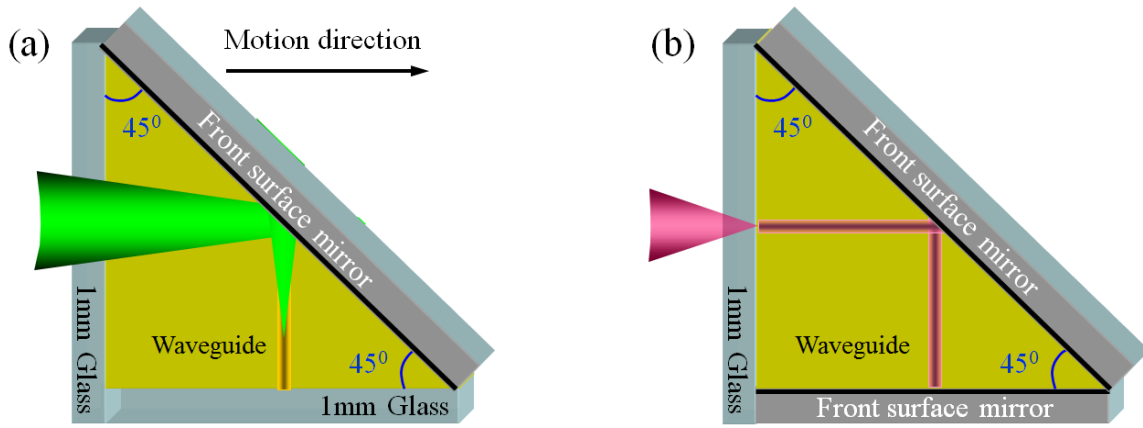 (a)
Motion direction
45⁰
Front surface mirror
1mm Glass
Waveguide
45⁰
1mm Glass
(b)
45⁰
Front surface mirror
1mm Glass
Waveguide
45⁰
Front surface mirror